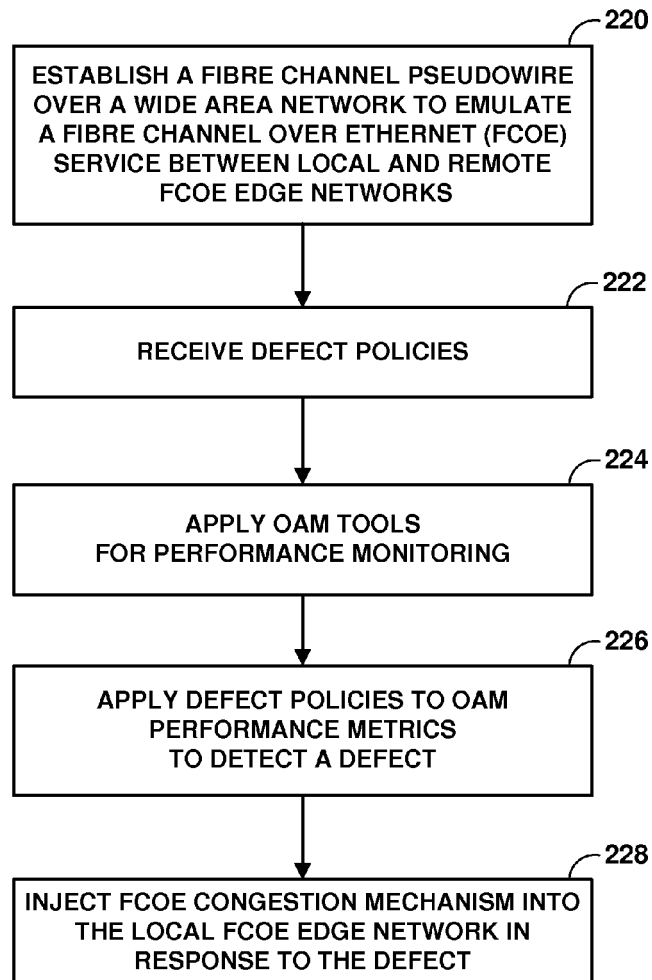 220
ESTABLISH A FIBRE CHANNEL PSEUDOWIRE
OVER A WIDE AREA NETWORK TO EMULATE
A FIBRE CHANNEL OVER ETHERNET (FCOE)
SERVICE BETWEEN LOCAL AND REMOTE
FCOE EDGE NETWORKS
222
RECEIVE DEFECT POLICIES
224
APPLY OAM TOOLS
FOR PERFORMANCE MONITORING
226
APPLY DEFECT POLICIES TO OAM
PERFORMANCE METRICS
TO DETECT A DEFECT
228
INJECT FCOE CONGESTION MECHANISM INTO
THE LOCAL FCOE EDGE NETWORK IN
RESPONSE TO THE DEFECT